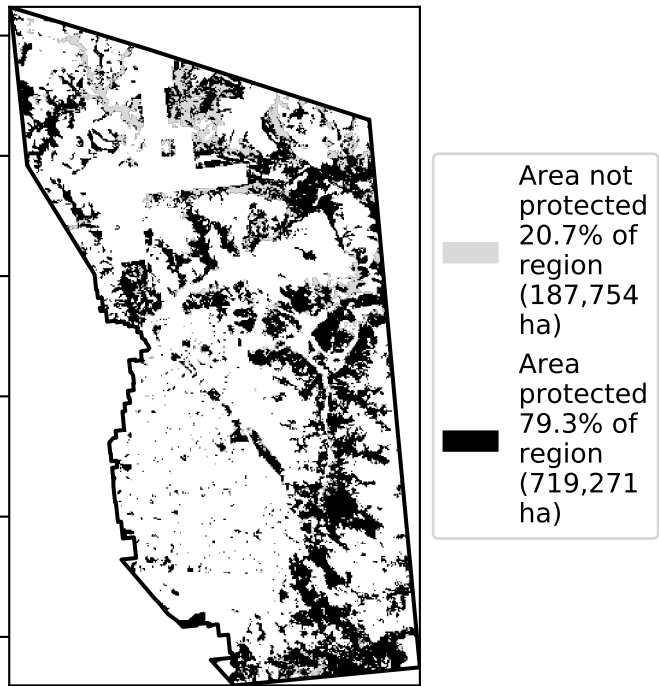 Area not
protected
20.7% of
region
(187,754
ha)
Area
protected
79.3% of
region
(719,271
ha)